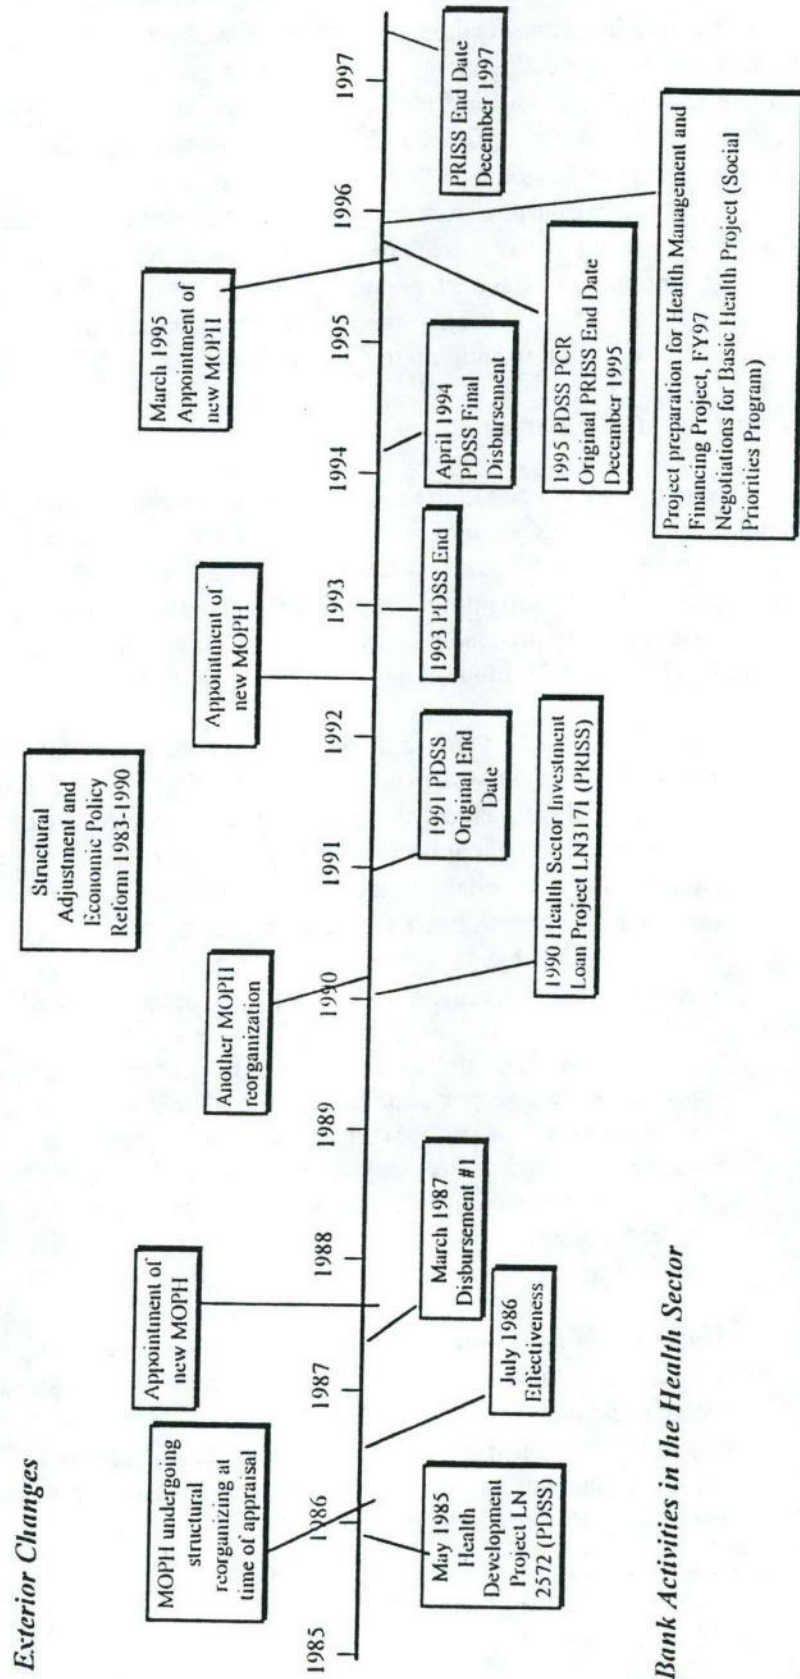 Exterior Changes
Structural
Adjustment and
Economic Policy
Reform 1983-1990
MOPH undergoing
structural
reorganizing at
time of appraisal
Appointment of
new MOPH
Another MOPH
reorganization
Appointment of
new MOPH
March 1995
Appointment of
new MOPH
1985
1986
1987
1988
1989
1990
1991
1992
1993
1994
1995
1996
1997
May 1985
Health
Development
Project LN
2572 (PDSS)
July 1986
Effectiveness
March 1987
Disbursement #1
1990 Health Sector Investment
Loan Project LN3171 (PRISS)
1991 PDSS
Original End
Date
1993 PDSS End
April 1994
PDSS Final
Disbursement
1995 PDSS PCR
Original PRISS End Date
December 1995
PRISS End Date
December 1997
Project preparation for Health Management and
Financing Project, FY97
Negotiations for Basic Health Project (Social
Priorities Program)
Bank Activities in the Health Sector